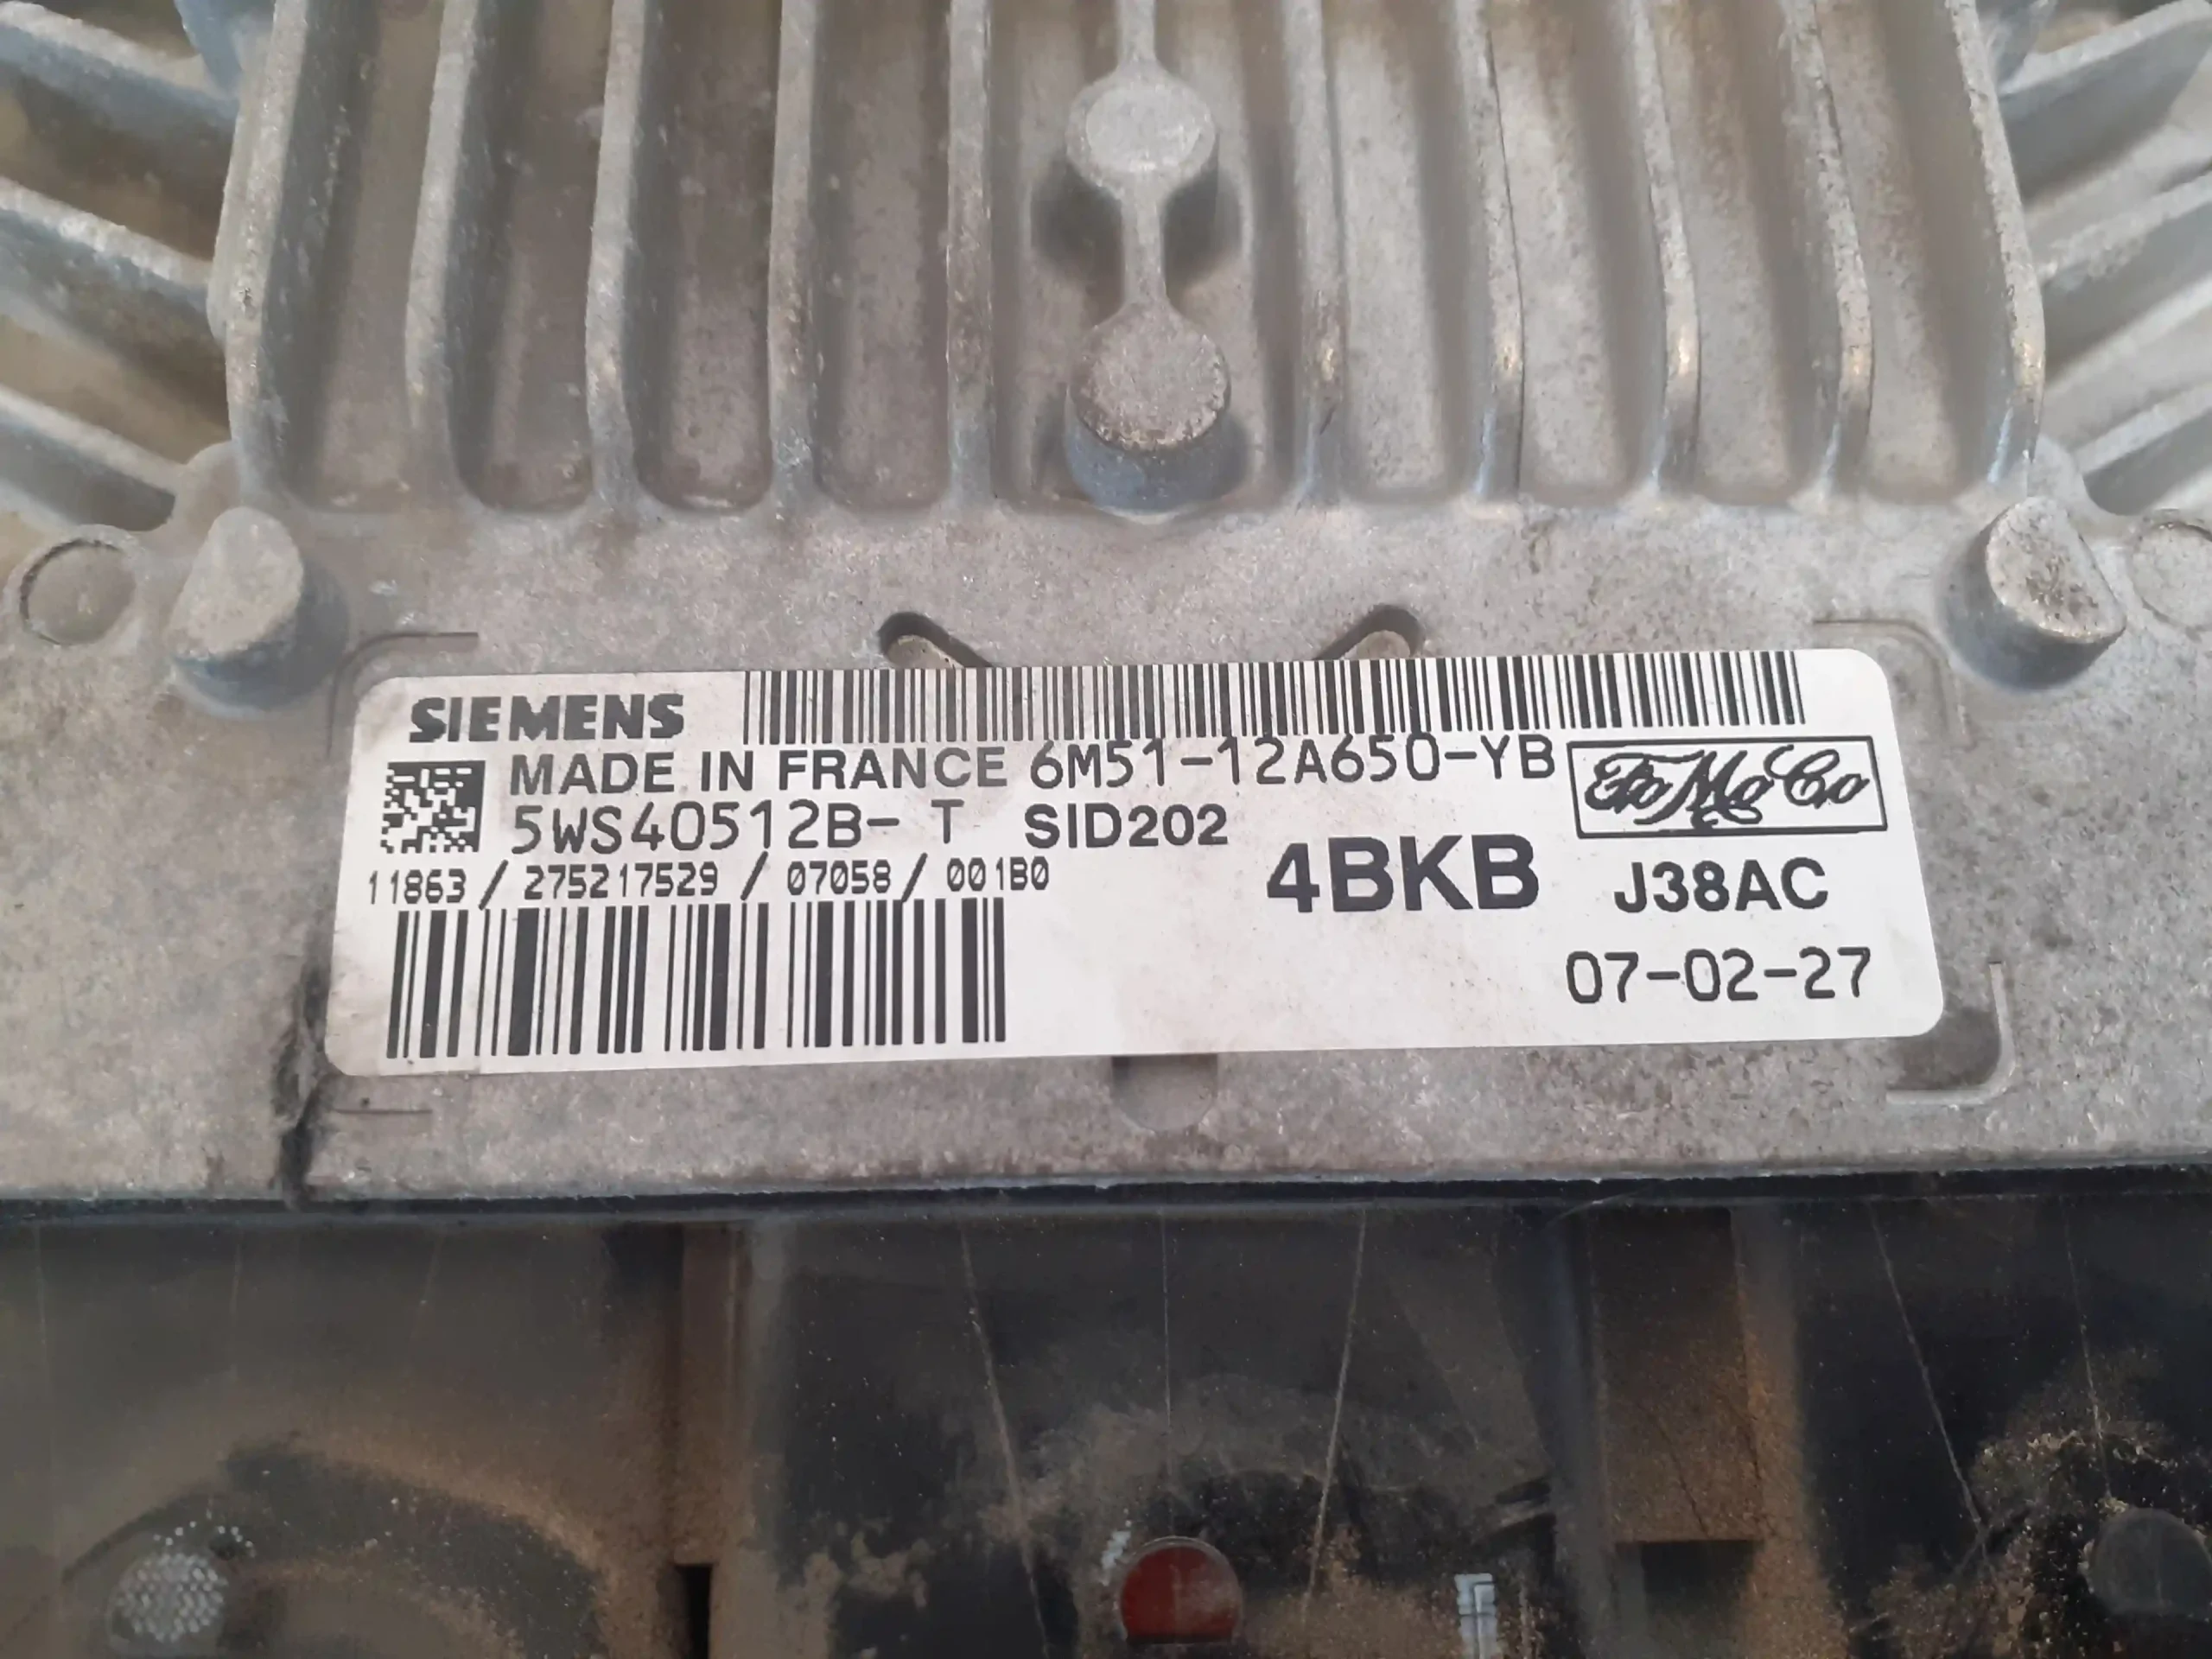 SIEMENS
MADE IN FRANCE 6M51-12A650-YB
FoMoCo
5WS40512B- T SID202
11863 / 275217529 / 07058 / 001B0
4BKB J38AC
07-02-27